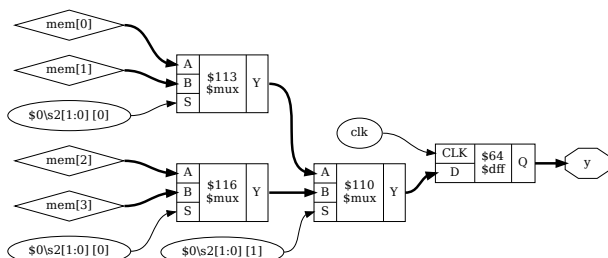 mem[0]
mem[1]
$0\s2[1:0] [0]
A
B
S
$113
$mux
Y
mem[2]
mem[3]
$0\s2[1:0] [0]
A
B
S
$116
$mux
Y
$0\s2[1:0] [1]
A
B
S
$110
$mux
Y
clk
CLK
D
$64
$dff
Q
y